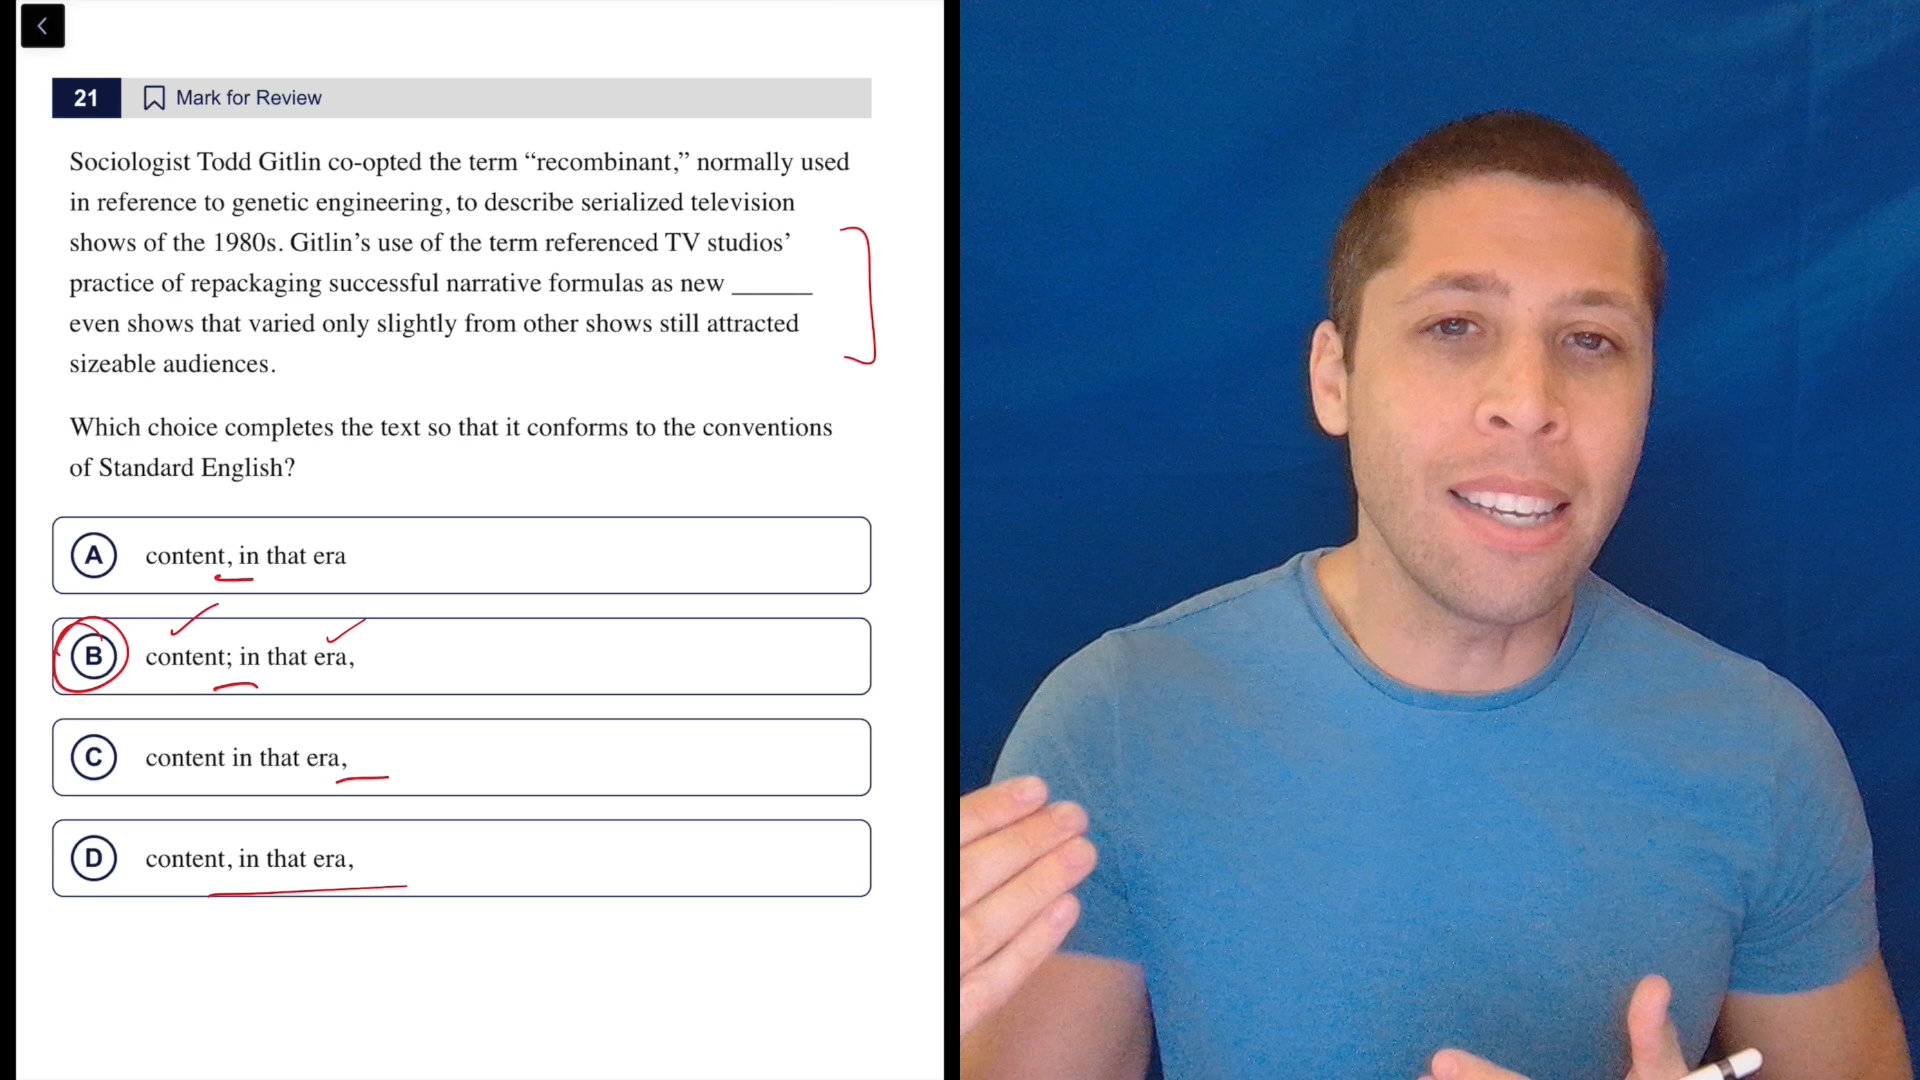 21 Mark for Review
Sociologist Todd Gitlin co-opted the term “recombinant,” normally used
in reference to genetic engineering, to describe serialized television
shows of the 1980s. Gitlin’s use of the term referenced TV studios’
practice of repackaging successful narrative formulas as new ______
even shows that varied only slightly from other shows still attracted
sizeable audiences.
Which choice completes the text so that it conforms to the conventions
of Standard English?
A content, in that era
B content; in that era,
C content in that era,
D content, in that era,